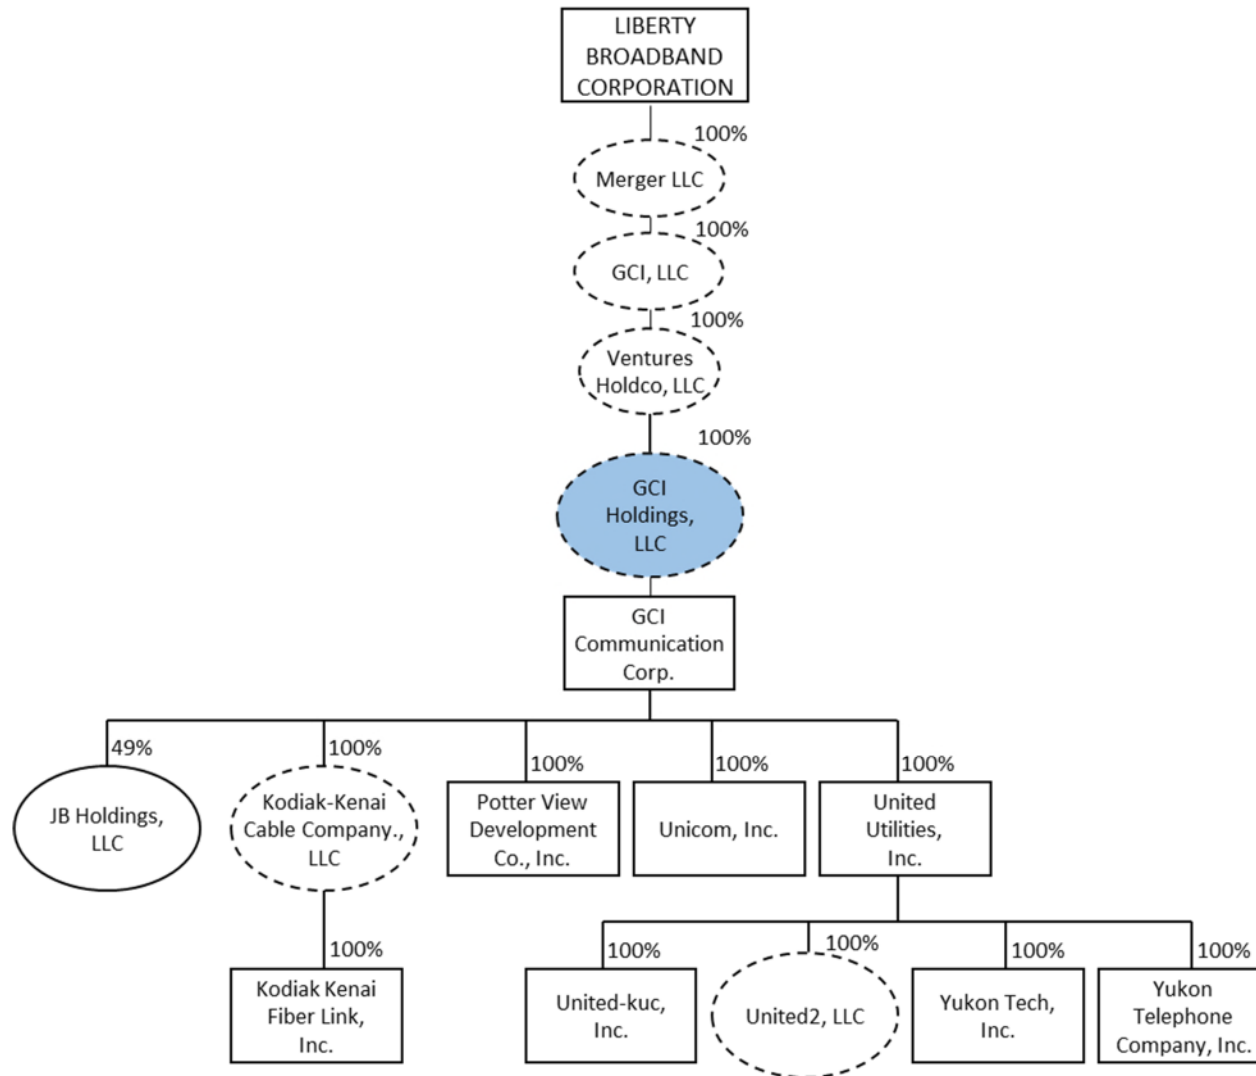 LIBERTY
BROADBAND
CORPORATION
100%
Merger LLC
100%
GCI, LLC
100%
Ventures
Holdco, LLC
100%
GCI
Holdings,
LLC
GCI
Communication
Corp.
49%
JB Holdings,
LLC
100%
Kodiak-Kenai
Cable Company.,
LLC
100%
Potter View
Development
Co., Inc.
100%
Unicom, Inc.
100%
United
Utilities,
Inc.
100%
Kodiak Kenai
Fiber Link,
Inc.
100%
United-kuc,
Inc.
100%
United2, LLC
100%
Yukon Tech,
Inc.
100%
Yukon
Telephone
Company, Inc.